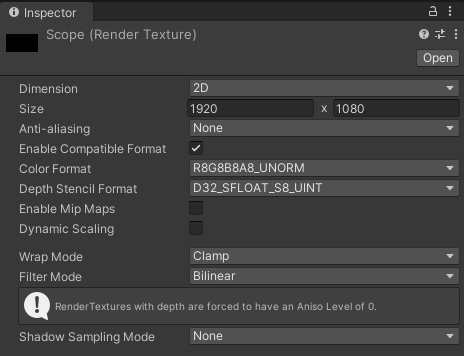 Inspector
Scope (Render Texture)
Open
Dimension 2D
Size 1920 x 1080
Anti-aliasing None
Enable Compatible Format
Color Format R8G8B8A8_UNORM
Depth Stencil Format D32_SFLOAT_S8_UINT
Enable Mip Maps
Dynamic Scaling
Wrap Mode Clamp
Filter Mode Bilinear
RenderTextures with depth are forced to have an Aniso Level of 0.
Shadow Sampling Mode None